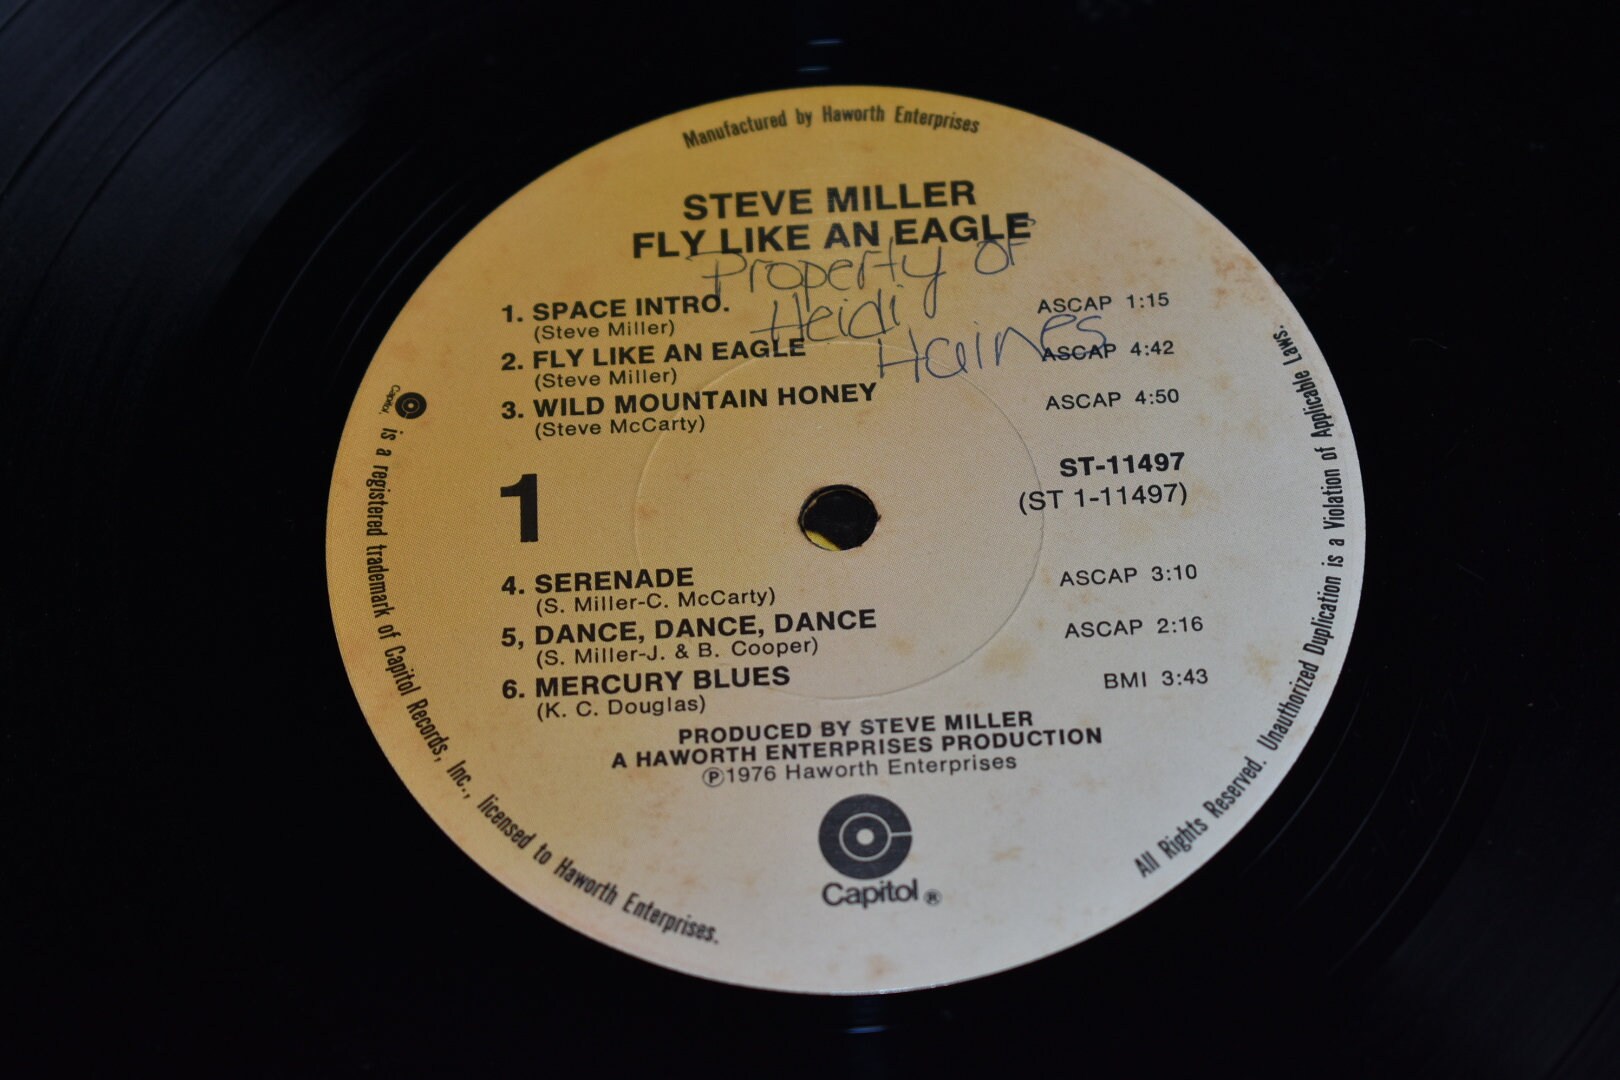 Manufactured by Haworth Enterprises
STEVE MILLER
FLY LIKE AN EAGLE
Property of
Heidi
Haines
1. SPACE INTRO. ASCAP 1:15
(Steve Miller)
2. FLY LIKE AN EAGLE ASCAP 4:42
(Steve Miller)
3. WILD MOUNTAIN HONEY ASCAP 4:50
(Steve McCarty)
1
ST-11497
(ST 1-11497)
4. SERENADE ASCAP 3:10
(S. Miller-C. McCarty)
5, DANCE, DANCE, DANCE ASCAP 2:16
(S. Miller-J. & B. Cooper)
6. MERCURY BLUES BMI 3:43
(K. C. Douglas)
PRODUCED BY STEVE MILLER
A HAWORTH ENTERPRISES PRODUCTION
Ⓟ1976 Haworth Enterprises
Capitol ®
Capitol. is a registered trademark of Capitol Records, Inc., licensed to Haworth Enterprises.
All Rights Reserved. Unauthorized Duplication is a Violation of Applicable Laws.